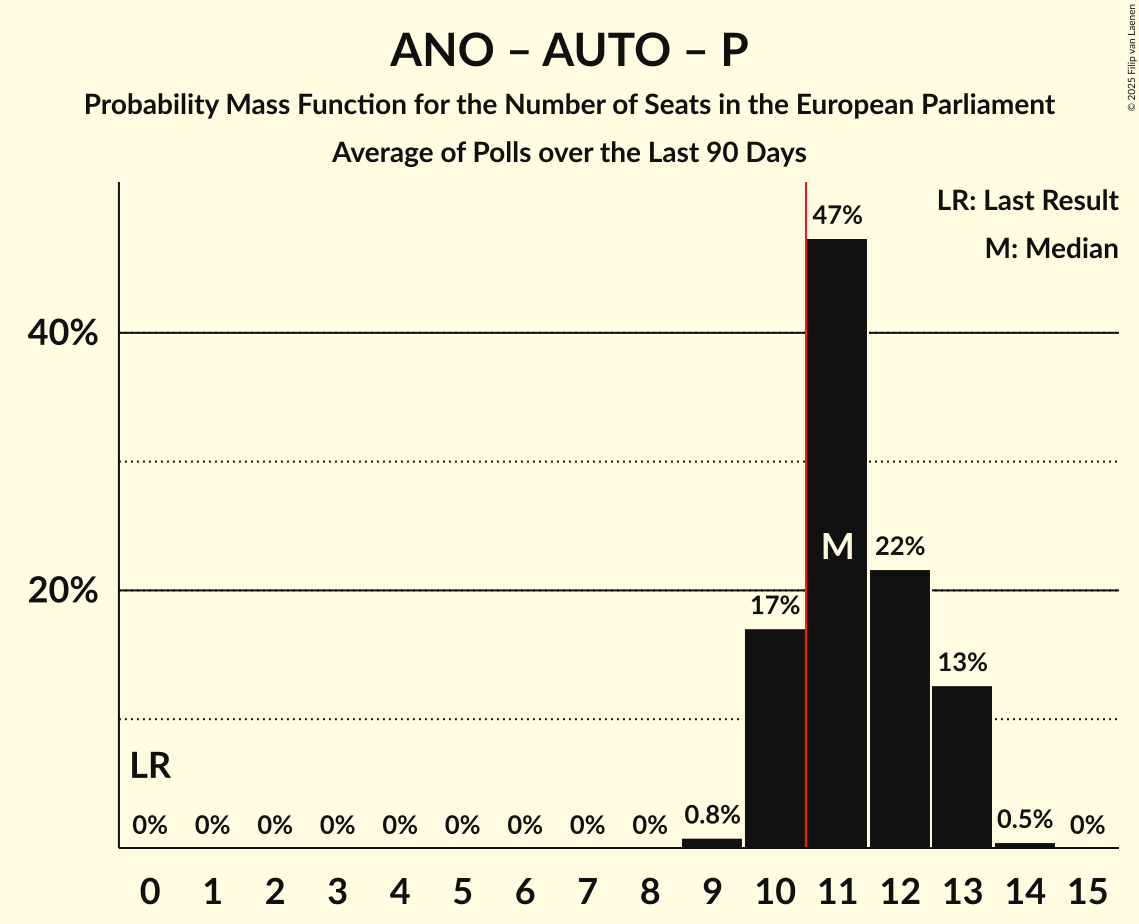 ANO – AUTO – P
Probability Mass Function for the Number of Seats in the European Parliament
Average of Polls over the Last 90 Days
© 2025 Filip van Laenen
LR: Last Result
M: Median
47%
40%
M
22%
20%
17%
13%
LR
0% 0% 0% 0% 0% 0% 0% 0% 0% 0.8% 0.5% 0%
0 1 2 3 4 5 6 7 8 9 10 11 12 13 14 15